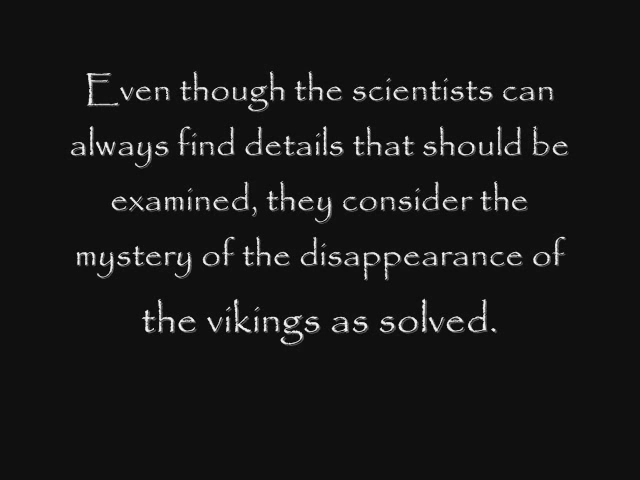 Even though the scientists can
always find details that should be
examined, they consider the
mystery of the disappearance of
the vikings as solved.